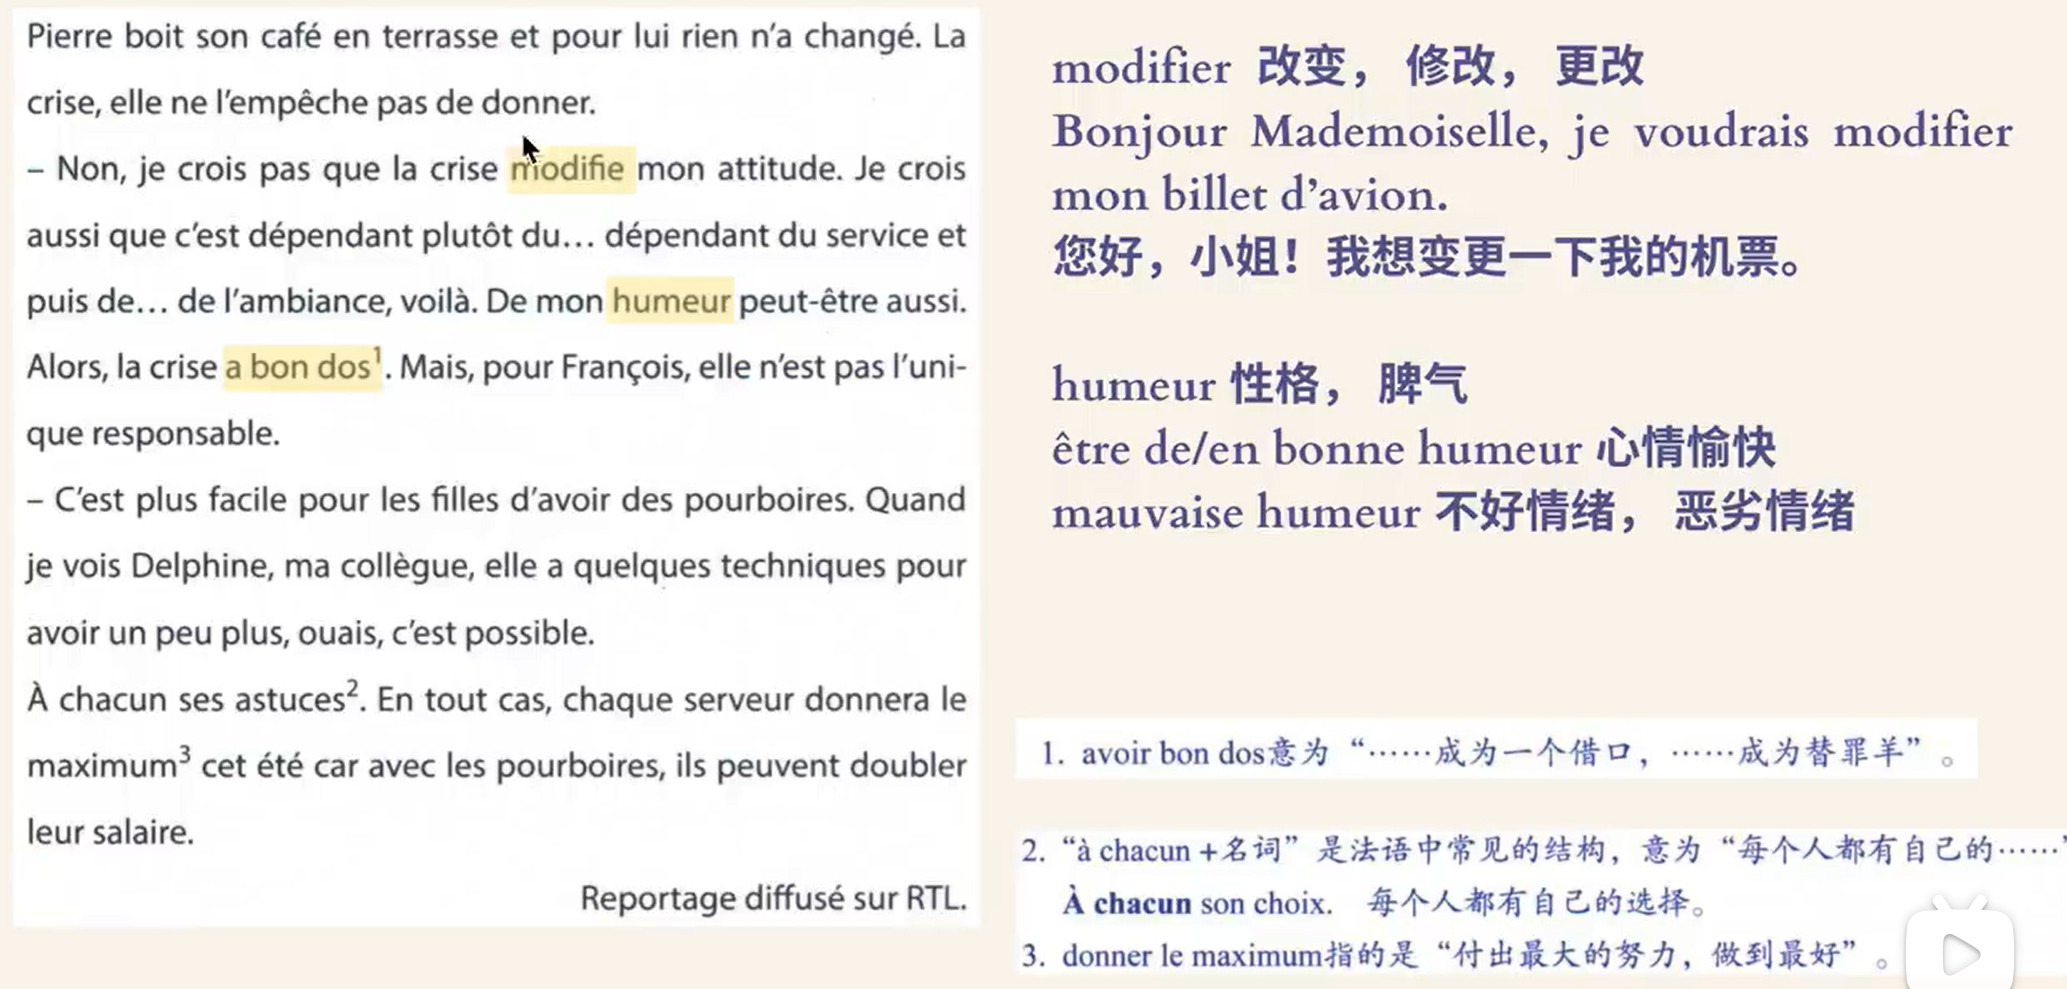 Pierre boit son café en terrasse et pour lui rien n'a changé. La
crise, elle ne l'empêche pas de donner.
– Non, je crois pas que la crise modifie mon attitude. Je crois
aussi que c'est dépendant plutôt du… dépendant du service et
puis de… de l'ambiance, voilà. De mon humeur peut-être aussi.
Alors, la crise a bon dos¹. Mais, pour François, elle n'est pas l'uni-
que responsable.
– C'est plus facile pour les filles d'avoir des pourboires. Quand
je vois Delphine, ma collègue, elle a quelques techniques pour
avoir un peu plus, ouais, c'est possible.
À chacun ses astuces². En tout cas, chaque serveur donnera le
maximum³ cet été car avec les pourboires, ils peuvent doubler
leur salaire.
Reportage diffusé sur RTL.
modifier 改变， 修改， 更改
Bonjour Mademoiselle, je voudrais modifier
mon billet d'avion.
您好，小姐！我想变更一下我的机票。
humeur 性格， 脾气
être de/en bonne humeur 心情愉快
mauvaise humeur 不好情绪， 恶劣情绪
1. avoir bon dos意为“……成为一个借口，……成为替罪羊”。
2. “à chacun +名词”是法语中常见的结构，意为“每个人都有自己的……”
À chacun son choix. 每个人都有自己的选择。
3. donner le maximum指的是“付出最大的努力，做到最好”。